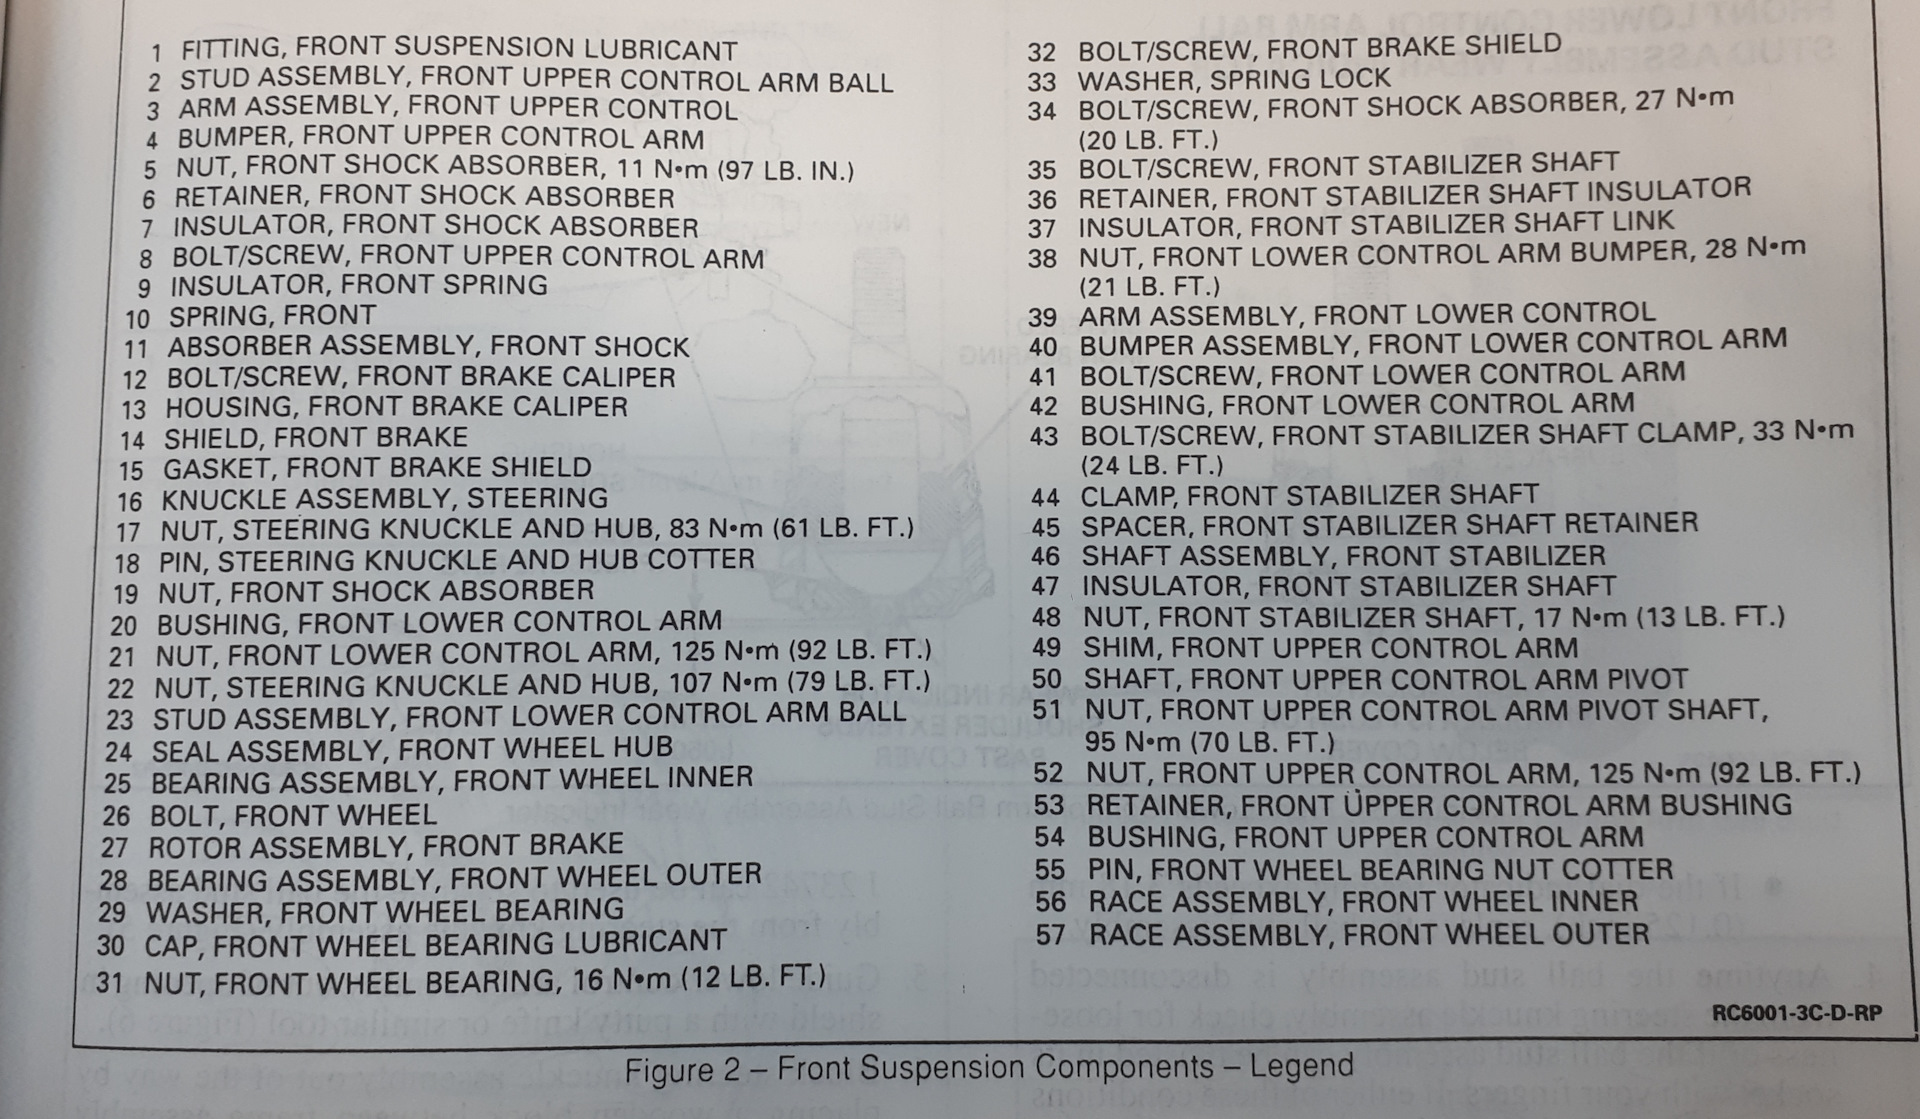 1 FITTING, FRONT SUSPENSION LUBRICANT
2 STUD ASSEMBLY, FRONT UPPER CONTROL ARM BALL
3 ARM ASSEMBLY, FRONT UPPER CONTROL
4 BUMPER, FRONT UPPER CONTROL ARM
5 NUT, FRONT SHOCK ABSORBER, 11 N•m (97 LB. IN.)
6 RETAINER, FRONT SHOCK ABSORBER
7 INSULATOR, FRONT SHOCK ABSORBER
8 BOLT/SCREW, FRONT UPPER CONTROL ARM
9 INSULATOR, FRONT SPRING
10 SPRING, FRONT
11 ABSORBER ASSEMBLY, FRONT SHOCK
12 BOLT/SCREW, FRONT BRAKE CALIPER
13 HOUSING, FRONT BRAKE CALIPER
14 SHIELD, FRONT BRAKE
15 GASKET, FRONT BRAKE SHIELD
16 KNUCKLE ASSEMBLY, STEERING
17 NUT, STEERING KNUCKLE AND HUB, 83 N•m (61 LB. FT.)
18 PIN, STEERING KNUCKLE AND HUB COTTER
19 NUT, FRONT SHOCK ABSORBER
20 BUSHING, FRONT LOWER CONTROL ARM
21 NUT, FRONT LOWER CONTROL ARM, 125 N•m (92 LB. FT.)
22 NUT, STEERING KNUCKLE AND HUB, 107 N•m (79 LB. FT.)
23 STUD ASSEMBLY, FRONT LOWER CONTROL ARM BALL
24 SEAL ASSEMBLY, FRONT WHEEL HUB
25 BEARING ASSEMBLY, FRONT WHEEL INNER
26 BOLT, FRONT WHEEL
27 ROTOR ASSEMBLY, FRONT BRAKE
28 BEARING ASSEMBLY, FRONT WHEEL OUTER
29 WASHER, FRONT WHEEL BEARING
30 CAP, FRONT WHEEL BEARING LUBRICANT
31 NUT, FRONT WHEEL BEARING, 16 N•m (12 LB. FT.)
32 BOLT/SCREW, FRONT BRAKE SHIELD
33 WASHER, SPRING LOCK
34 BOLT/SCREW, FRONT SHOCK ABSORBER, 27 N•m
(20 LB. FT.)
35 BOLT/SCREW, FRONT STABILIZER SHAFT
36 RETAINER, FRONT STABILIZER SHAFT INSULATOR
37 INSULATOR, FRONT STABILIZER SHAFT LINK
38 NUT, FRONT LOWER CONTROL ARM BUMPER, 28 N•m
(21 LB. FT.)
39 ARM ASSEMBLY, FRONT LOWER CONTROL
40 BUMPER ASSEMBLY, FRONT LOWER CONTROL ARM
41 BOLT/SCREW, FRONT LOWER CONTROL ARM
42 BUSHING, FRONT LOWER CONTROL ARM
43 BOLT/SCREW, FRONT STABILIZER SHAFT CLAMP, 33 N•m
(24 LB. FT.)
44 CLAMP, FRONT STABILIZER SHAFT
45 SPACER, FRONT STABILIZER SHAFT RETAINER
46 SHAFT ASSEMBLY, FRONT STABILIZER
47 INSULATOR, FRONT STABILIZER SHAFT
48 NUT, FRONT STABILIZER SHAFT, 17 N•m (13 LB. FT.)
49 SHIM, FRONT UPPER CONTROL ARM
50 SHAFT, FRONT UPPER CONTROL ARM PIVOT
51 NUT, FRONT UPPER CONTROL ARM PIVOT SHAFT,
95 N•m (70 LB. FT.)
52 NUT, FRONT UPPER CONTROL ARM, 125 N•m (92 LB. FT.)
53 RETAINER, FRONT UPPER CONTROL ARM BUSHING
54 BUSHING, FRONT UPPER CONTROL ARM
55 PIN, FRONT WHEEL BEARING NUT COTTER
56 RACE ASSEMBLY, FRONT WHEEL INNER
57 RACE ASSEMBLY, FRONT WHEEL OUTER
RC6001-3C-D-RP
Figure 2 – Front Suspension Components – Legend